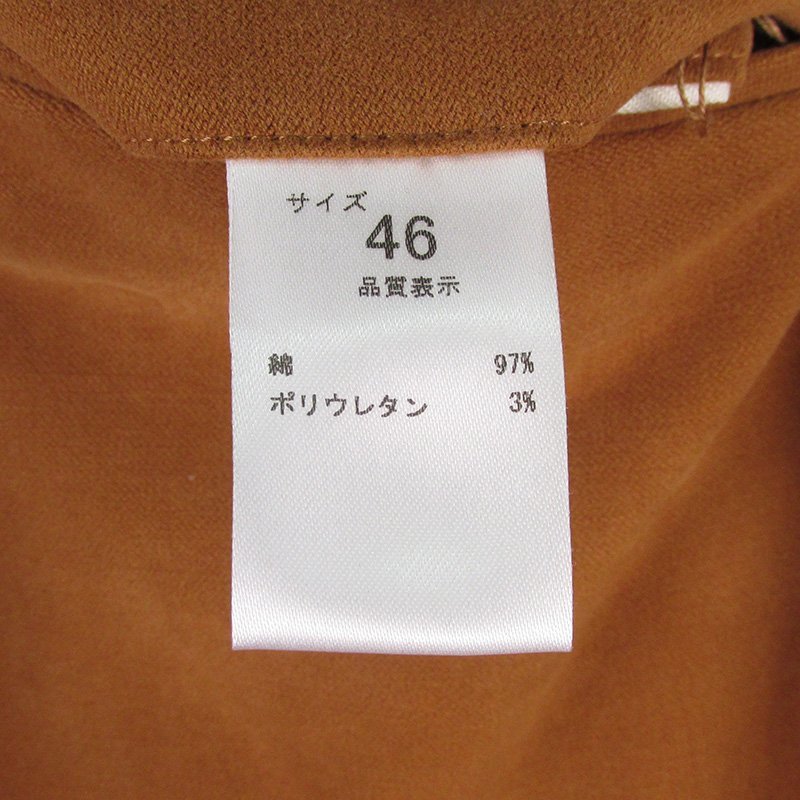 サイズ
46
品質表示
綿 97%
ポリウレタン 3%